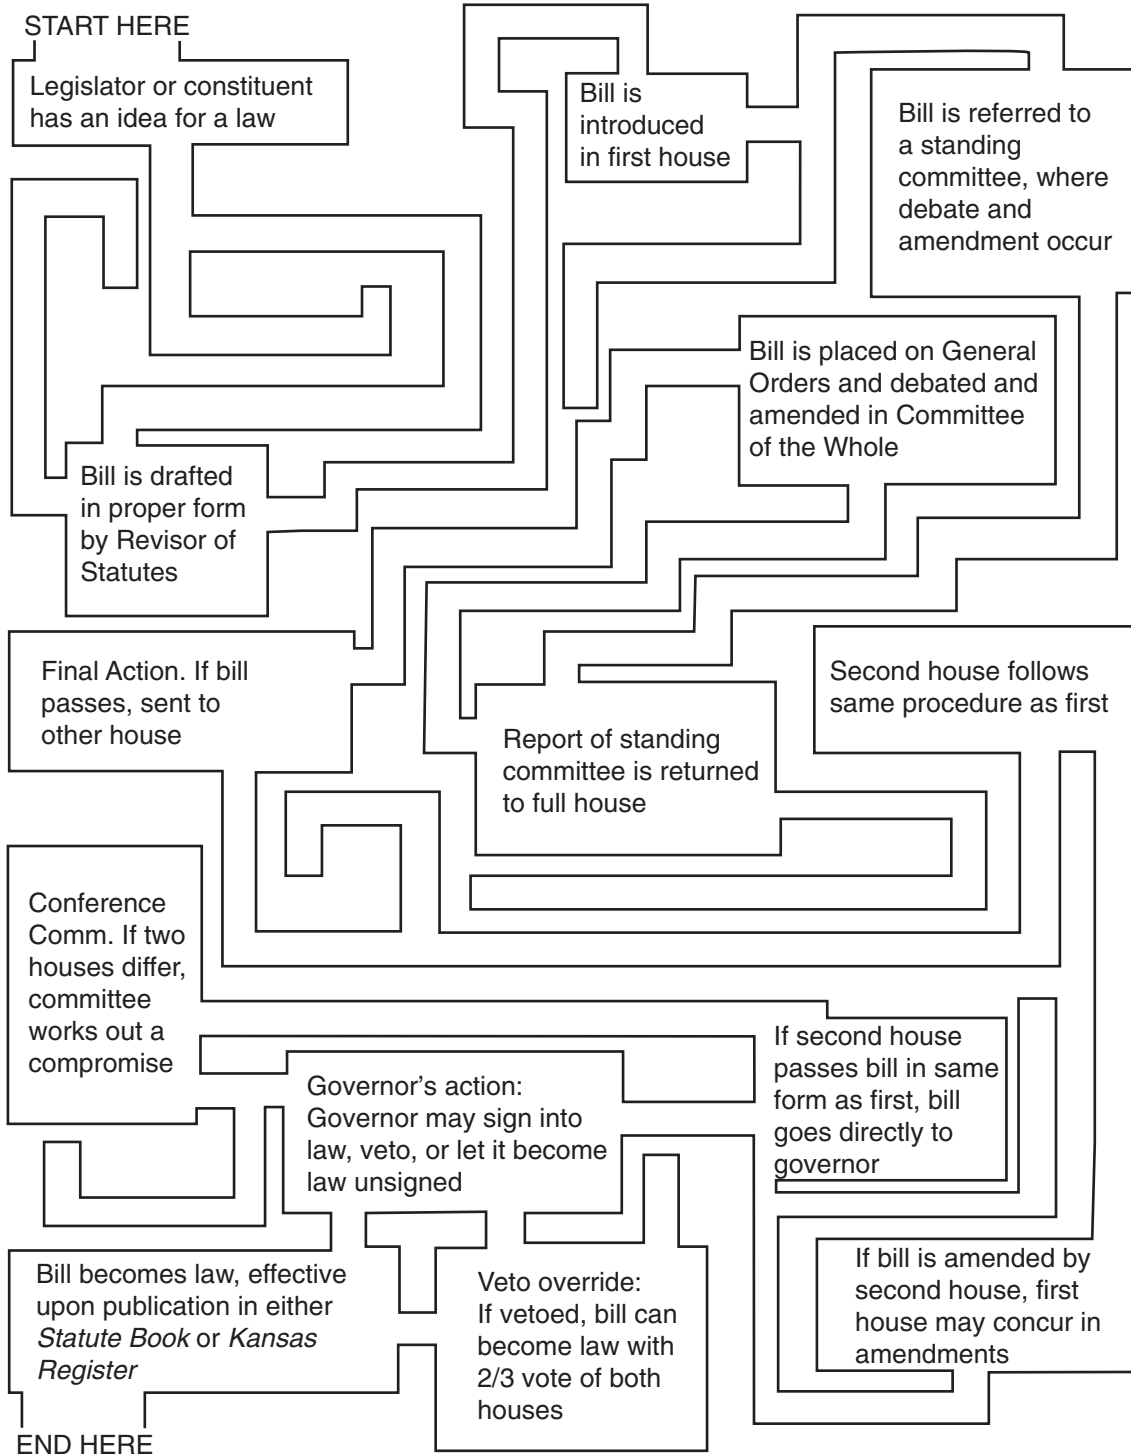 START HERE
Legislator or constituent
has an idea for a law
Bill is drafted
in proper form
by Revisor of
Statutes
Bill is
introduced
in first house
Bill is referred to
a standing
committee, where
debate and
amendment occur
Report of standing
committee is returned
to full house
Bill is placed on General
Orders and debated and
amended in Committee
of the Whole
Final Action. If bill
passes, sent to
other house
Second house follows
same procedure as first
If bill is amended by
second house, first
house may concur in
amendments
If second house
passes bill in same
form as first, bill
goes directly to
governor
Conference
Comm. If two
houses differ,
committee
works out a
compromise
Governor’s action:
Governor may sign into
law, veto, or let it become
law unsigned
Veto override:
If vetoed, bill can
become law with
2/3 vote of both
houses
Bill becomes law, effective
upon publication in either
Statute Book or Kansas
Register
END HERE